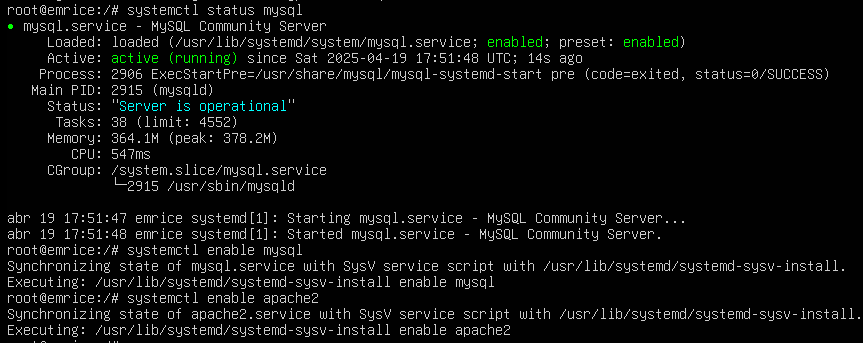 root@emrice:/# systemctl status mysql
● mysql.service - MySQL Community Server
     Loaded: loaded (/usr/lib/systemd/system/mysql.service; enabled; preset: enabled)
     Active: active (running) since Sat 2025-04-19 17:51:48 UTC; 14s ago
    Process: 2906 ExecStartPre=/usr/share/mysql/mysql-systemd-start pre (code=exited, status=0/SUCCESS)
   Main PID: 2915 (mysqld)
     Status: "Server is operational"
      Tasks: 38 (limit: 4552)
     Memory: 364.1M (peak: 378.2M)
        CPU: 547ms
     CGroup: /system.slice/mysql.service
             └─2915 /usr/sbin/mysqld
abr 19 17:51:47 emrice systemd[1]: Starting mysql.service - MySQL Community Server...
abr 19 17:51:48 emrice systemd[1]: Started mysql.service - MySQL Community Server.
root@emrice:/# systemctl enable mysql
Synchronizing state of mysql.service with SysV service script with /usr/lib/systemd/systemd-sysv-install.
Executing: /usr/lib/systemd/systemd-sysv-install enable mysql
root@emrice:/# systemctl enable apache2
Synchronizing state of apache2.service with SysV service script with /usr/lib/systemd/systemd-sysv-install.
Executing: /usr/lib/systemd/systemd-sysv-install enable apache2